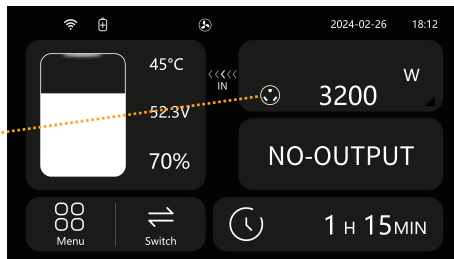 2024-02-26 18:12
45°C
52.3V
70%
<<<<
IN
W
3200
NO-OUTPUT
Menu
Switch
1 H 15MIN